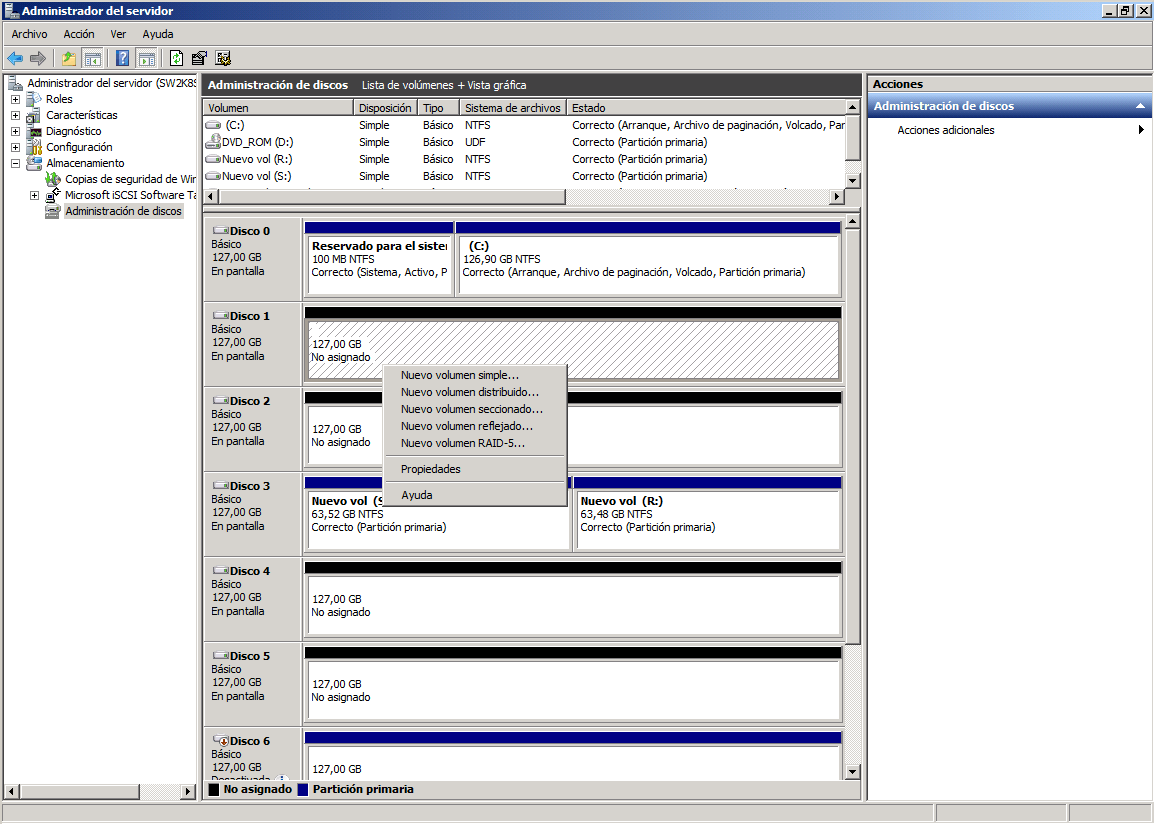 Administrador del servidor
Archivo Acción Ver Ayuda
Administrador del servidor (SW2K8S
Roles
Características
Diagnóstico
Configuración
Almacenamiento
Copias de seguridad de Win
Microsoft iSCSI Software Ta
Administración de discos
Administración de discos Lista de volúmenes + Vista gráfica
Volumen Disposición Tipo Sistema de archivos Estado
(C:) Simple Básico NTFS Correcto (Arranque, Archivo de paginación, Volcado, Par
DVD_ROM (D:) Simple Básico UDF Correcto (Partición primaria)
Nuevo vol (R:) Simple Básico NTFS Correcto (Partición primaria)
Nuevo vol (S:) Simple Básico NTFS Correcto (Partición primaria)
Disco 0
Básico
127,00 GB
En pantalla
Reservado para el sister
100 MB NTFS
Correcto (Sistema, Activo, P
(C:)
126,90 GB NTFS
Correcto (Arranque, Archivo de paginación, Volcado, Partición primaria)
Disco 1
Básico
127,00 GB
En pantalla
127,00 GB
No asignado
Nuevo volumen simple...
Nuevo volumen distribuido...
Nuevo volumen seccionado...
Nuevo volumen reflejado...
Nuevo volumen RAID-5...
Propiedades
Ayuda
Disco 2
Básico
127,00 GB
En pantalla
127,00 GB
No asignado
Disco 3
Básico
127,00 GB
En pantalla
Nuevo vol (S
63,52 GB NTFS
Correcto (Partición primaria)
Nuevo vol (R:)
63,48 GB NTFS
Correcto (Partición primaria)
Disco 4
Básico
127,00 GB
En pantalla
127,00 GB
No asignado
Disco 5
Básico
127,00 GB
En pantalla
127,00 GB
No asignado
Disco 6
Básico
127,00 GB
Desactivada
127,00 GB
No asignado Partición primaria
Acciones
Administración de discos
Acciones adicionales